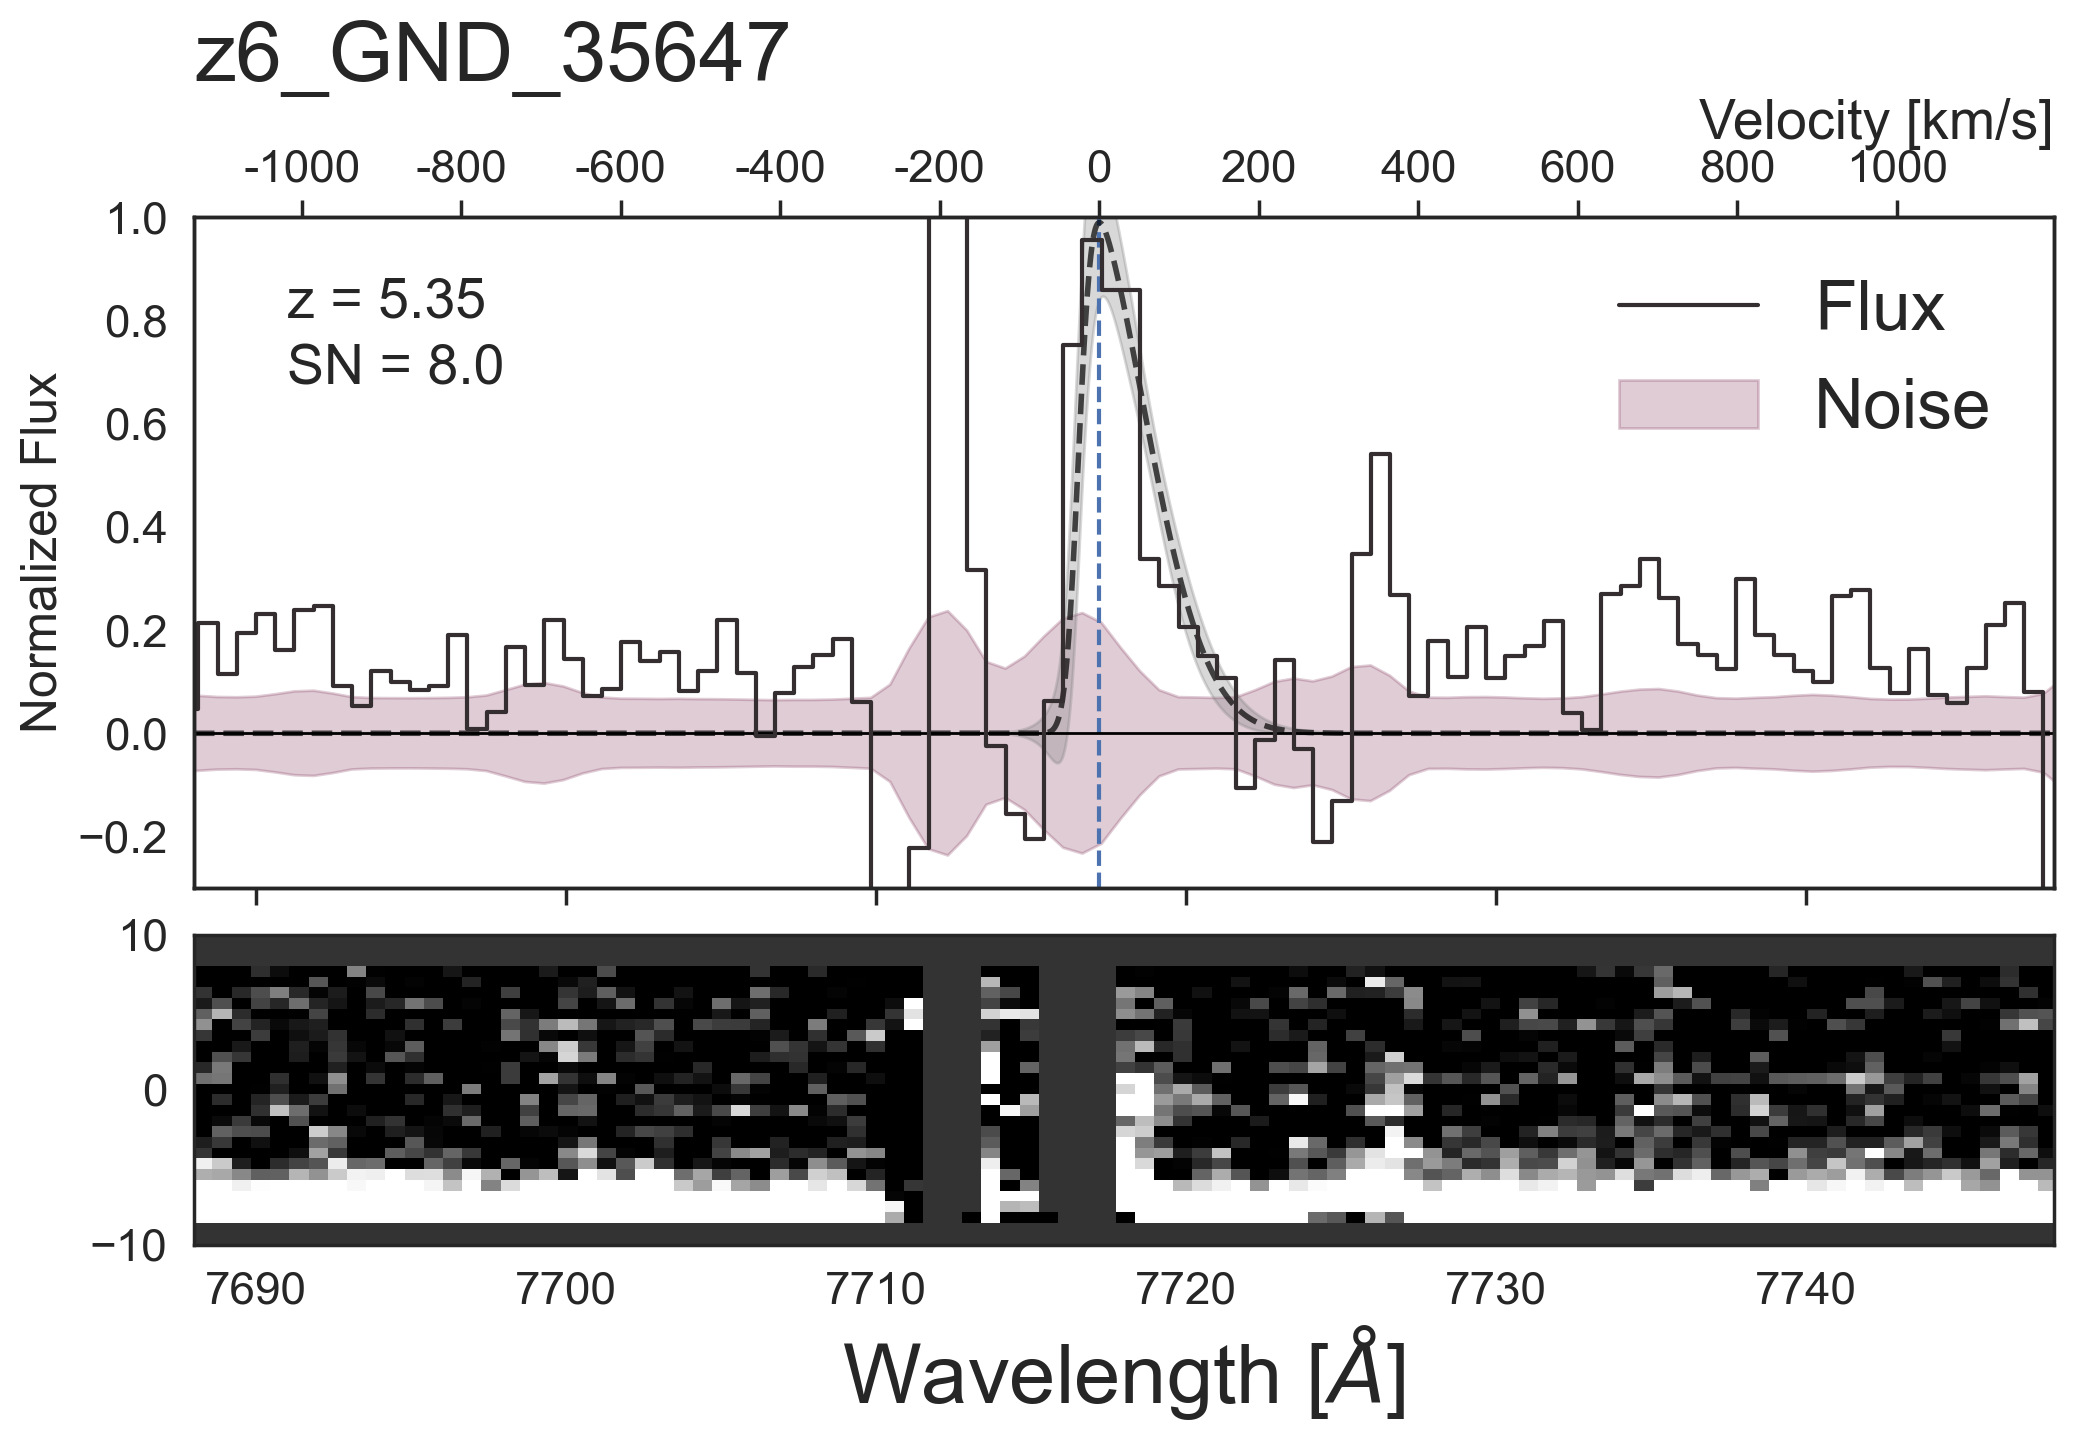 z6_GND_35647
Velocity [km/s]
-1000 -800 -600 -400 -200 0 200 400 600 800 1000
1.0
0.8
0.6
0.4
0.2
0.0
−0.2
Normalized Flux
z = 5.35
SN = 8.0
Flux
Noise
10
0
−10
7690 7700 7710 7720 7730 7740
Wavelength [Å]